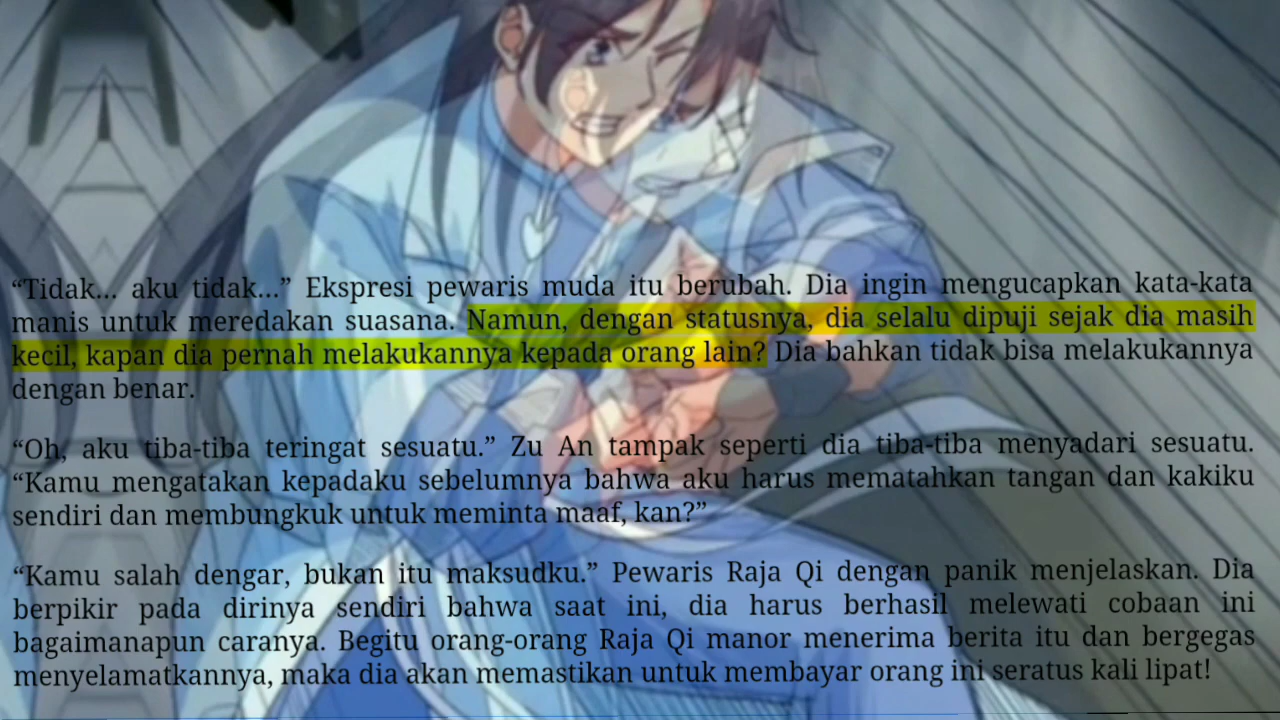 “Tidak... aku tidak...” Ekspresi pewaris muda itu berubah. Dia ingin mengucapkan kata-kata
manis untuk meredakan suasana. Namun, dengan statusnya, dia selalu dipuji sejak dia masih
kecil, kapan dia pernah melakukannya kepada orang lain? Dia bahkan tidak bisa melakukannya
dengan benar.
“Oh, aku tiba-tiba teringat sesuatu.” Zu An tampak seperti dia tiba-tiba menyadari sesuatu.
“Kamu mengatakan kepadaku sebelumnya bahwa aku harus mematahkan tangan dan kakiku
sendiri dan membungkuk untuk meminta maaf, kan?”
“Kamu salah dengar, bukan itu maksudku.” Pewaris Raja Qi dengan panik menjelaskan. Dia
berpikir pada dirinya sendiri bahwa saat ini, dia harus berhasil melewati cobaan ini
bagaimanapun caranya. Begitu orang-orang Raja Qi manor menerima berita itu dan bergegas
menyelamatkannya, maka dia akan memastikan untuk membayar orang ini seratus kali lipat!